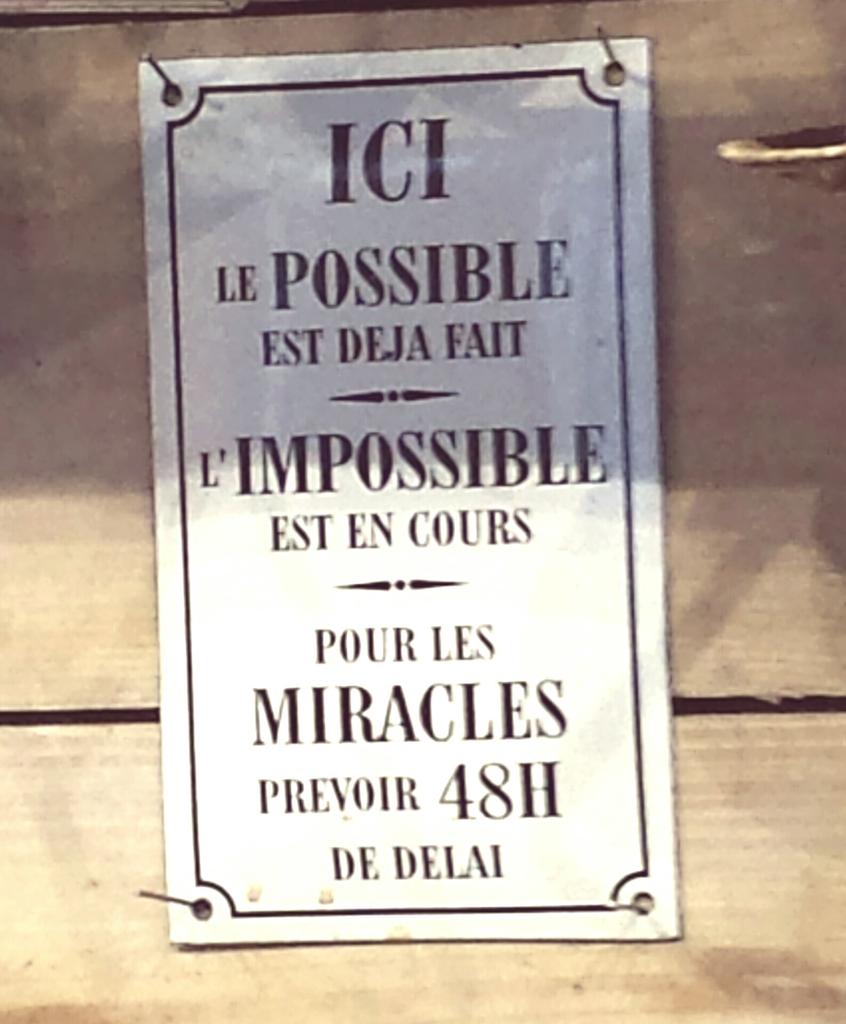 ICI
LE POSSIBLE
EST DEJA FAIT
L'IMPOSSIBLE
EST EN COURS
POUR LES
MIRACLES
PREVOIR 48H
DE DELAI